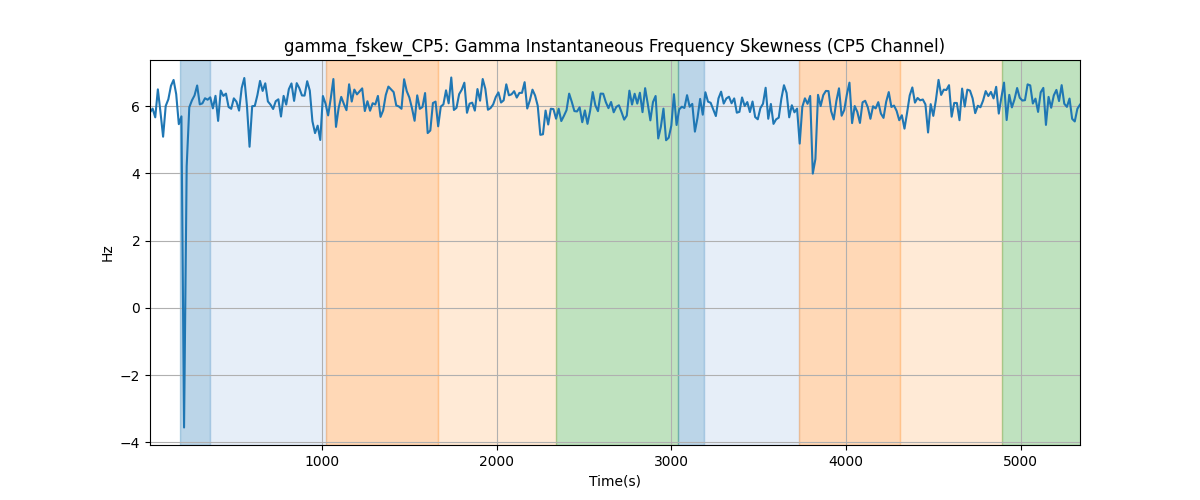 gamma_fskew_CP5: Gamma Instantaneous Frequency Skewness (CP5 Channel)
6
4
2
0
−2
−4
Hz
1000 2000 3000 4000 5000
Time(s)